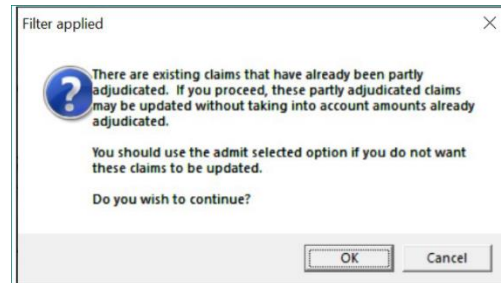 Filter applied
There are existing claims that have already been partly
adjudicated. If you proceed, these partly adjudicated claims
may be updated without taking into account amounts already
adjudicated.
You should use the admit selected option if you do not want
these claims to be updated.
Do you wish to continue?
OK
Cancel